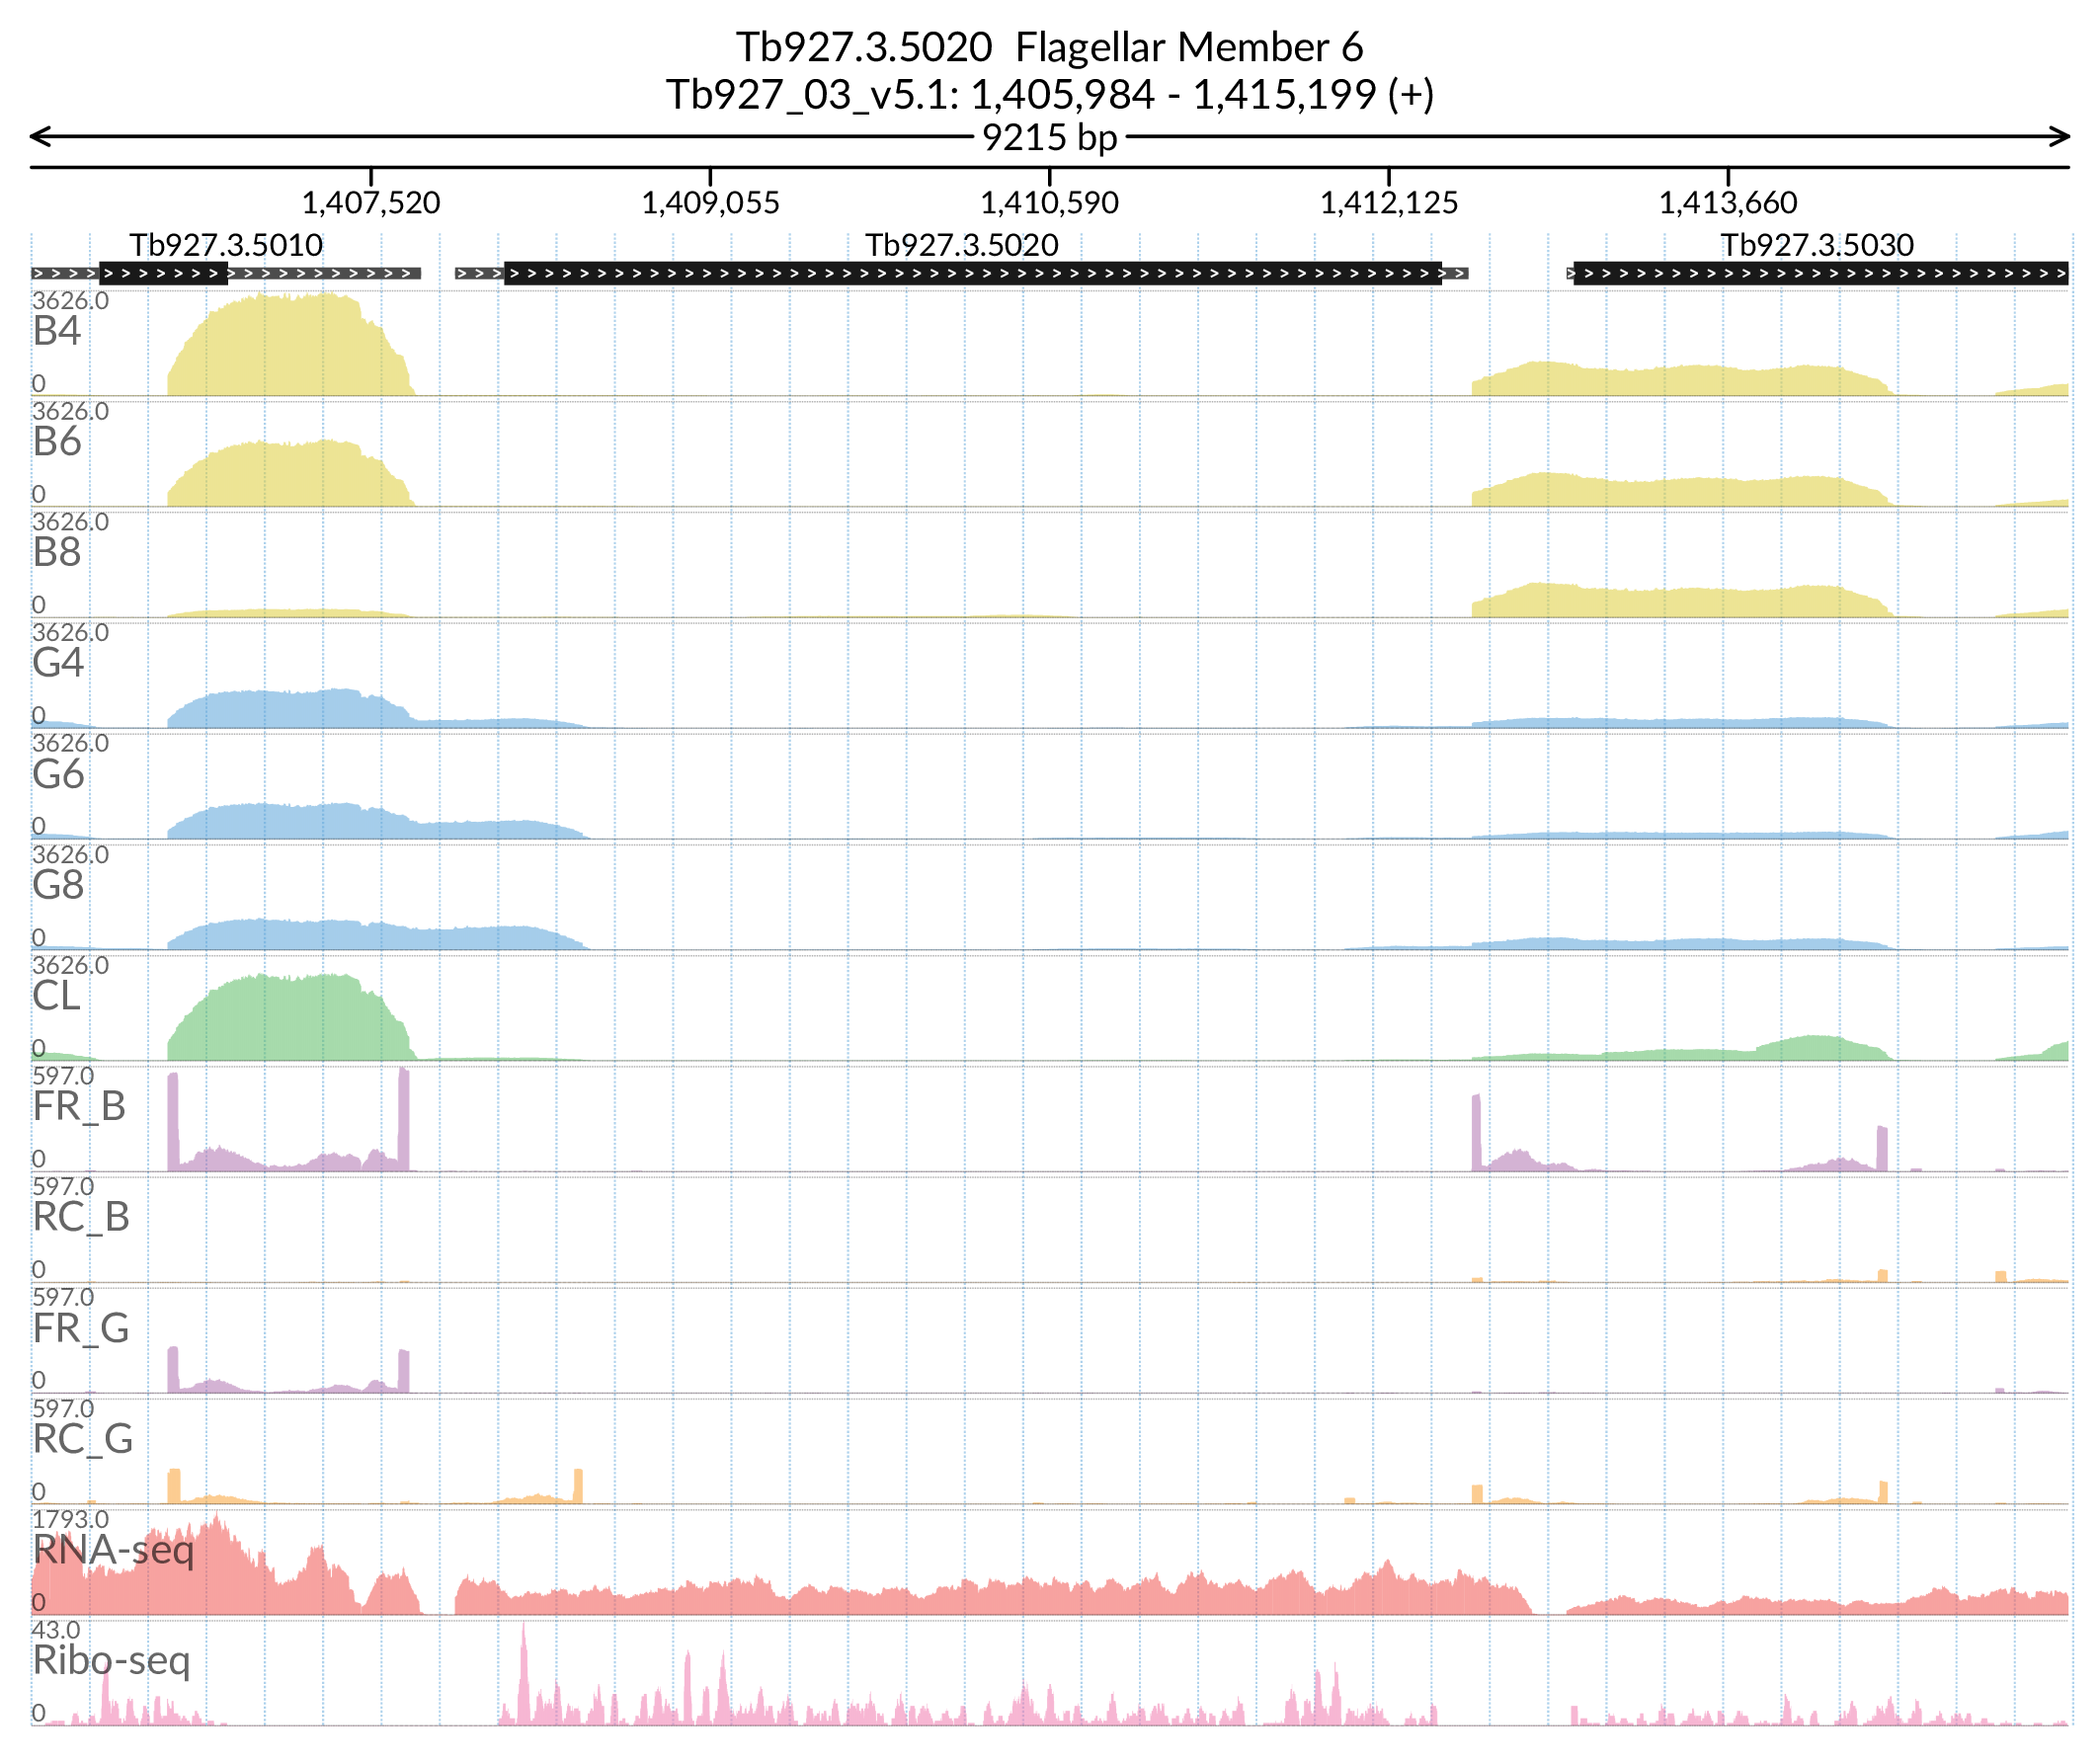 Tb927.3.5020  Flagellar Member 6
Tb927_03_v5.1: 1,405,984 - 1,415,199 (+)
9215 bp
1,407,520 1,409,055 1,410,590 1,412,125 1,413,660
Tb927.3.5010 Tb927.3.5020 Tb927.3.5030
3626.0
B4
0
3626.0
B6
0
3626.0
B8
0
3626.0
G4
0
3626.0
G6
0
3626.0
G8
0
3626.0
CL
0
597.0
FR_B
0
597.0
RC_B
0
597.0
FR_G
0
597.0
RC_G
0
1793.0
RNA-seq
0
43.0
Ribo-seq
0